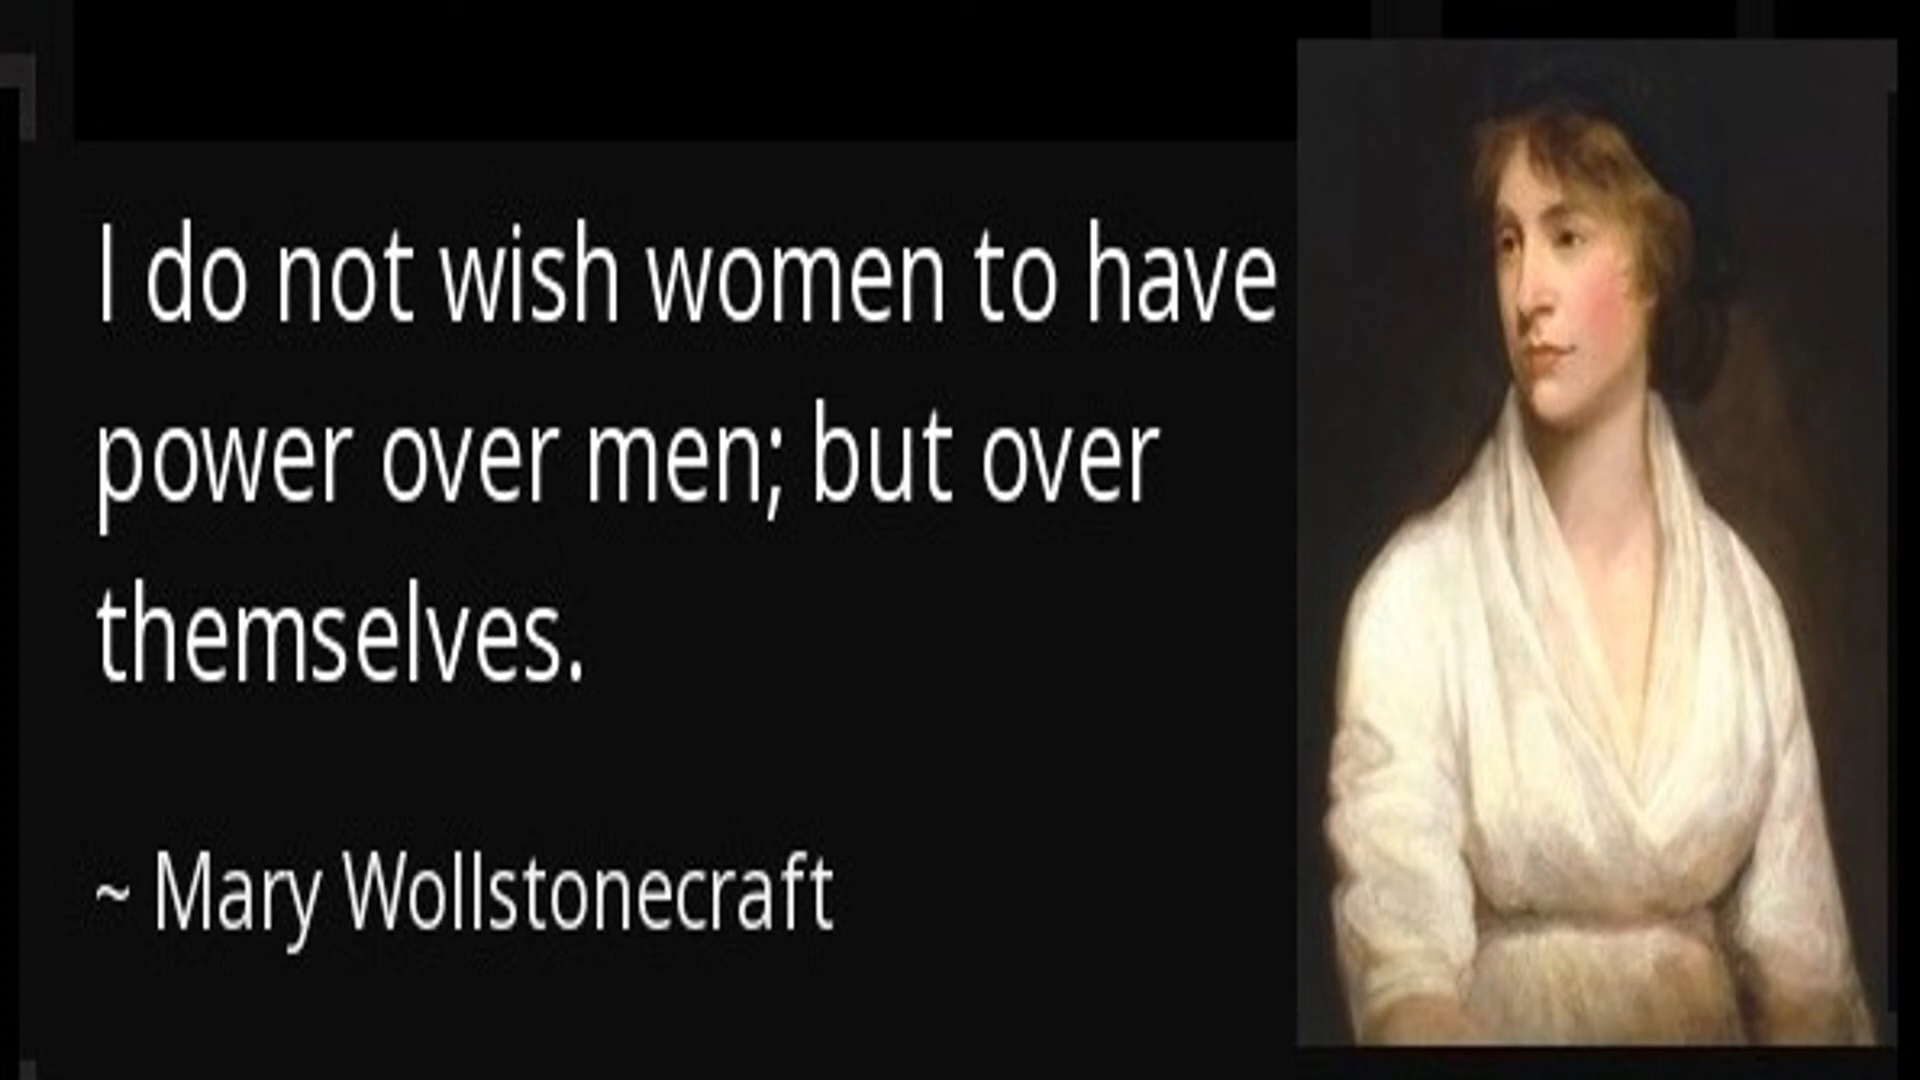 I do not wish women to have
power over men; but over
themselves.
~ Mary Wollstonecraft